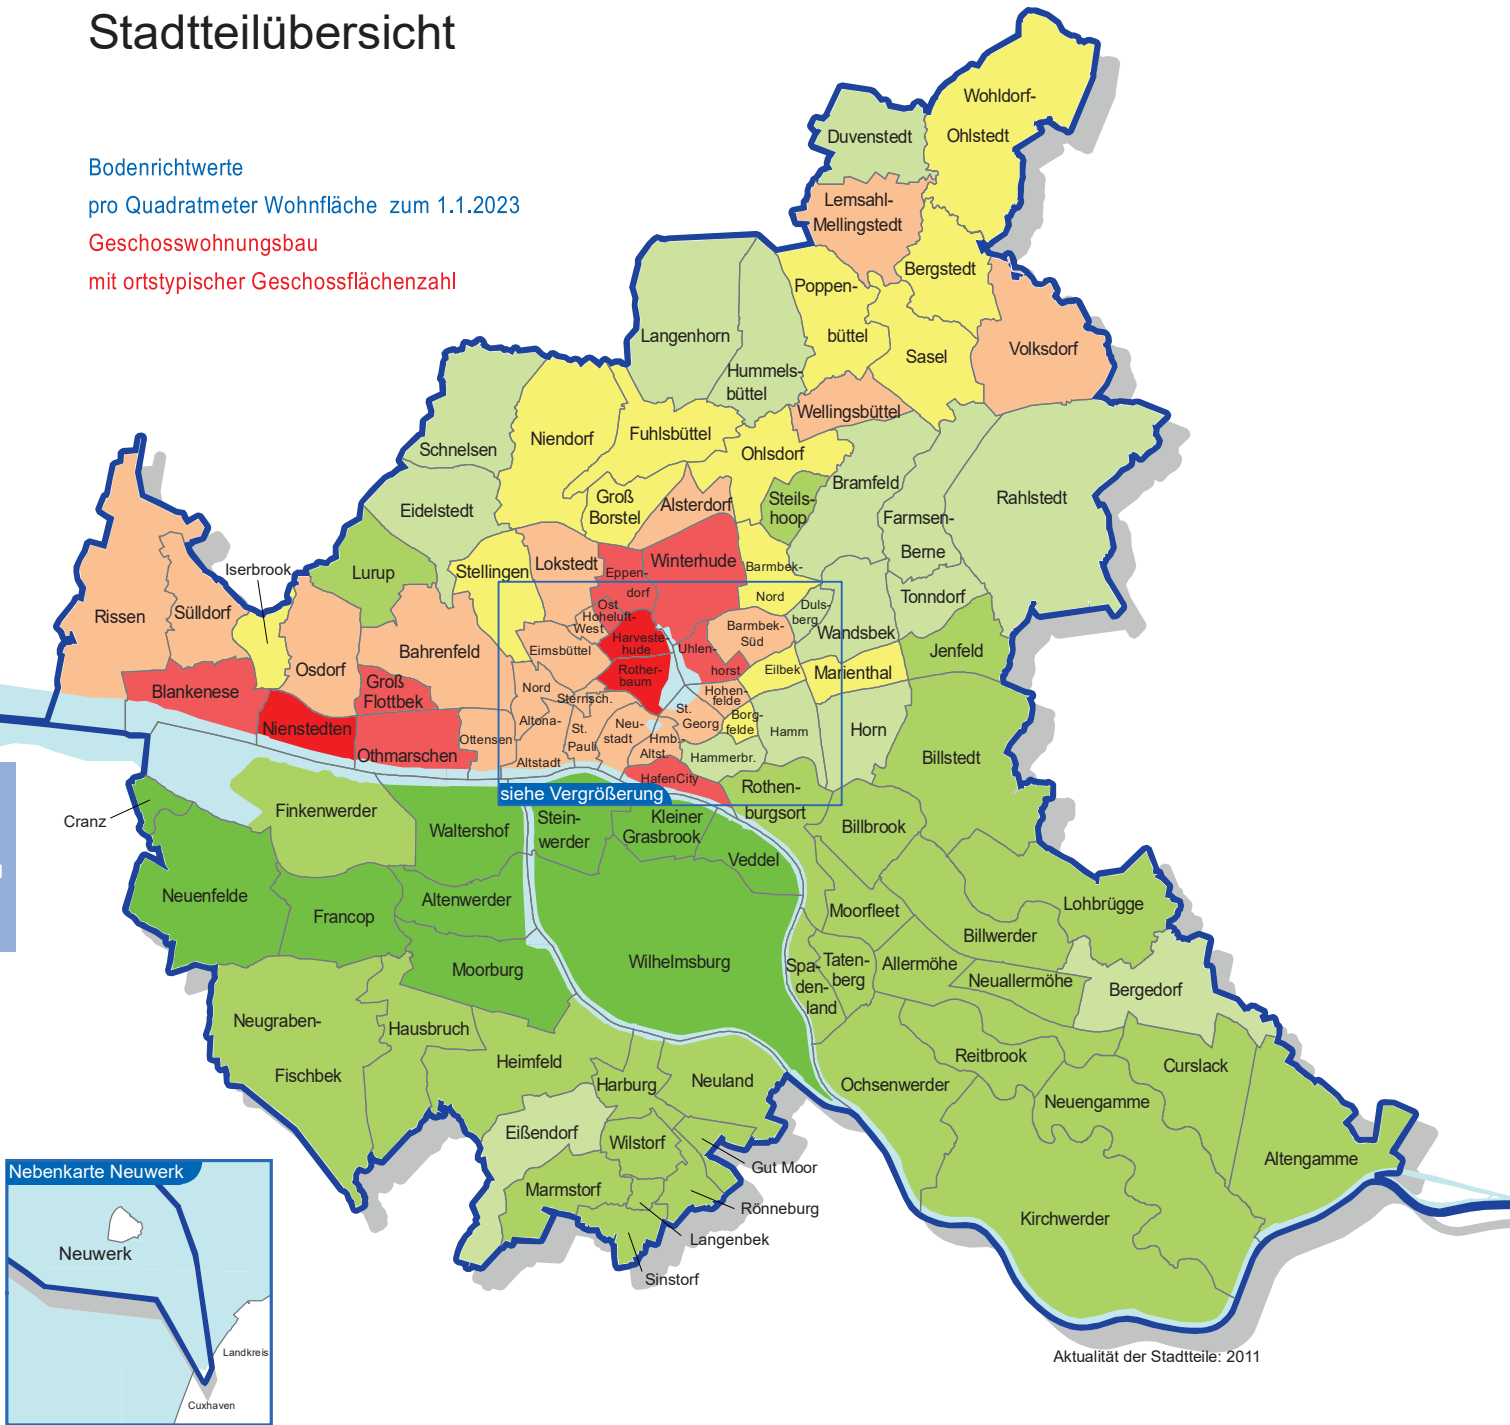 Stadtteilübersicht
Bodenrichtwerte
pro Quadratmeter Wohnfläche zum 1.1.2023
Geschosswohnungsbau
mit ortstypischer Geschossflächenzahl
Wohldorf-
Ohlstedt
Duvenstedt
Lemsahl-
Mellingstedt
Bergstedt
Poppen-
büttel
Sasel
Volksdorf
Langenhorn
Hummels-
büttel
Wellingsbüttel
Schnelsen
Niendorf
Fuhlsbüttel
Ohlsdorf
Bramfeld
Rahlstedt
Eidelstedt
Groß
Borstel
Alsterdorf
Steils-
hoop
Farmsen-
Berne
Iserbrook
Lurup
Stellingen
Lokstedt
Eppen-
dorf
Winterhude
Barmbek-
Nord
Tonndorf
Rissen
Sülldorf
Osdorf
Bahrenfeld
Ost
Hoheluft-
West
Harveste-
hude
Eimsbüttel
Rother-
baum
Uhlen-
horst
Barmbek-
Süd
Duls-
berg
Wandsbek
Jenfeld
Eilbek
Marienthal
Blankenese
Groß
Flottbek
Nienstedten
Othmarschen
Ottensen
Nord
Altona-
Altstadt
Sternsch.
St.
Pauli
Neu-
stadt
Hmb.-
Altst.
St.
Georg
Hohen-
felde
Borg-
felde
Hamm
Horn
Hammerbr.
HafenCity
Billstedt
siehe Vergrößerung
Rothen-
burgsort
Billbrook
Cranz
Finkenwerder
Waltershof
Stein-
werder
Kleiner
Grasbrook
Veddel
Neuenfelde
Francop
Altenwerder
Moorburg
Wilhelmsburg
Moorfleet
Lohbrügge
Billwerder
Spa-
den-
land
Taten-
berg
Allermöhe
Neuallermöhe
Bergedorf
Neugraben-
Fischbek
Hausbruch
Heimfeld
Harburg
Neuland
Ochsenwerder
Reitbrook
Curslack
Neuengamme
Eißendorf
Wilstorf
Gut Moor
Marmstorf
Rönneburg
Langenbek
Sinstorf
Kirchwerder
Altengamme
Nebenkarte Neuwerk
Neuwerk
Landkreis
Cuxhaven
Aktualität der Stadtteile: 2011